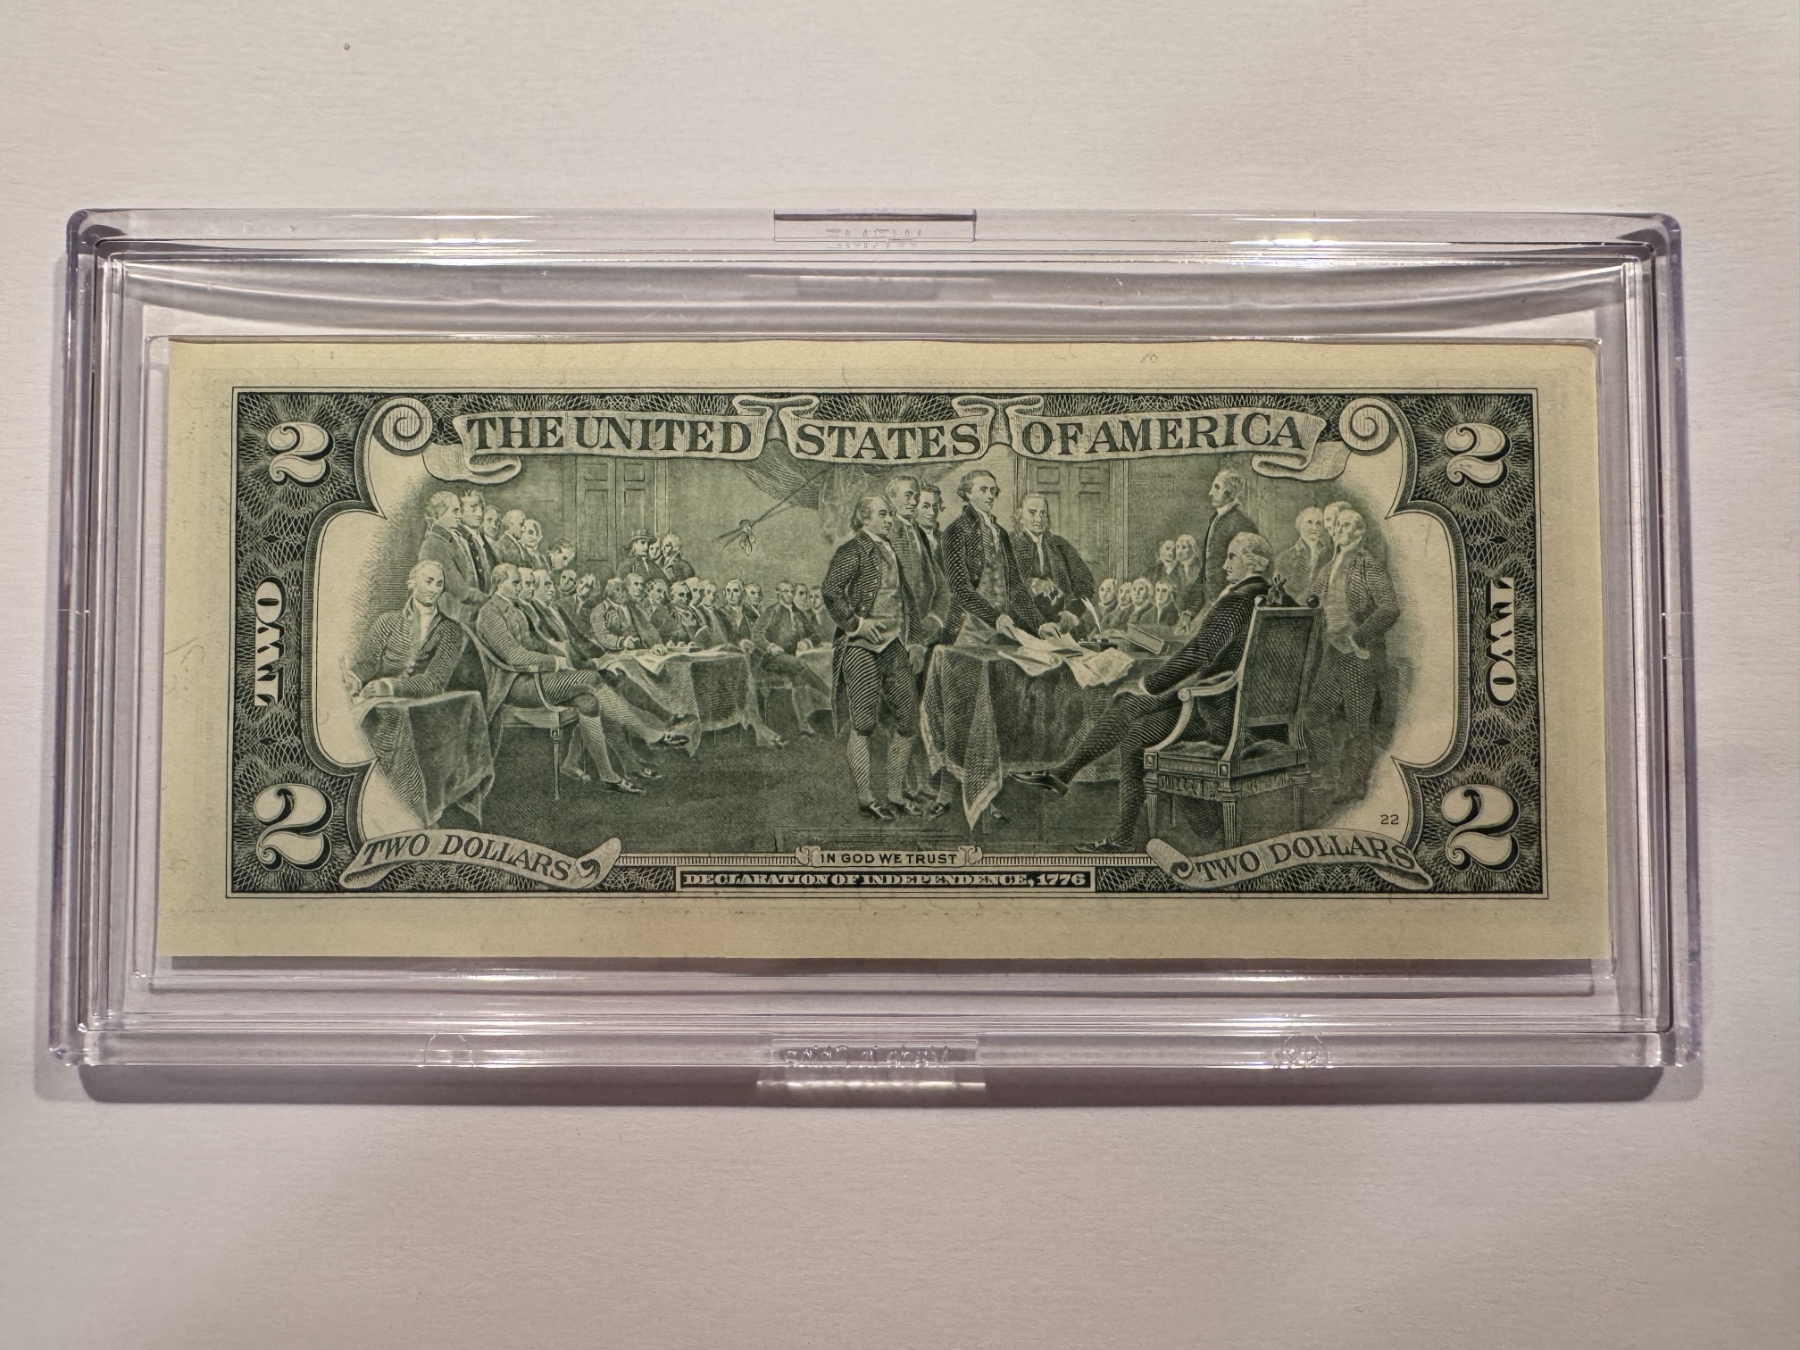 THE UNITED STATES OF AMERICA
2
2
TWO
TWO
22
2
2
TWO DOLLARS
IN GOD WE TRUST
TWO DOLLARS
DECLARATION OF INDEPENDENCE, 1776